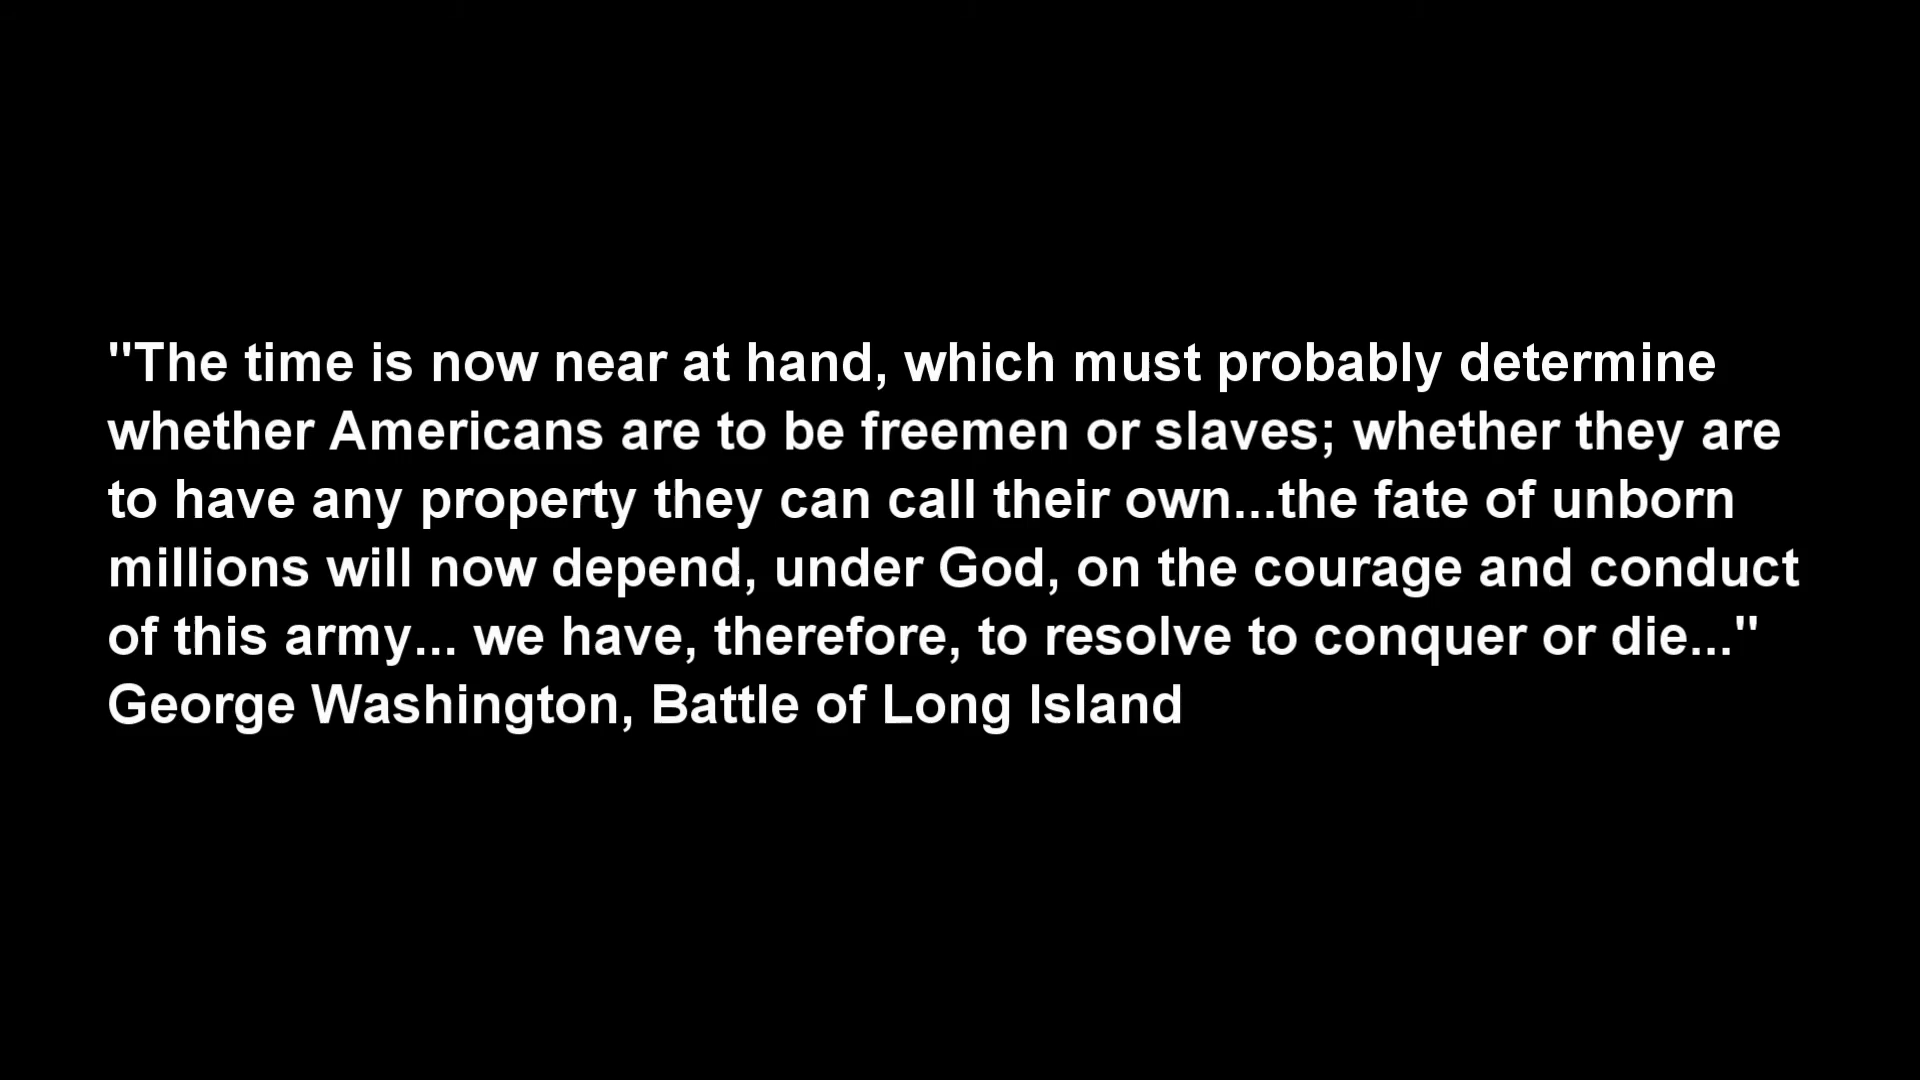 "The time is now near at hand, which must probably determine
whether Americans are to be freemen or slaves; whether they are
to have any property they can call their own...the fate of unborn
millions will now depend, under God, on the courage and conduct
of this army... we have, therefore, to resolve to conquer or die..."
George Washington, Battle of Long Island